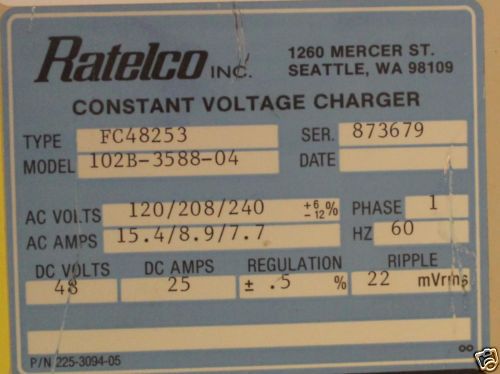 Ratelco INC.
1260 MERCER ST.
SEATTLE, WA 98109
CONSTANT VOLTAGE CHARGER
TYPE FC48253 SER. 873679
MODEL 102B-3588-04 DATE
AC VOLTS 120/208/240 +6 -12 % PHASE 1
AC AMPS 15.4/8.9/7.7 HZ 60
DC VOLTS DC AMPS REGULATION RIPPLE
48 25 ± .5 % 22 mVrms
P/N 225-3094-05